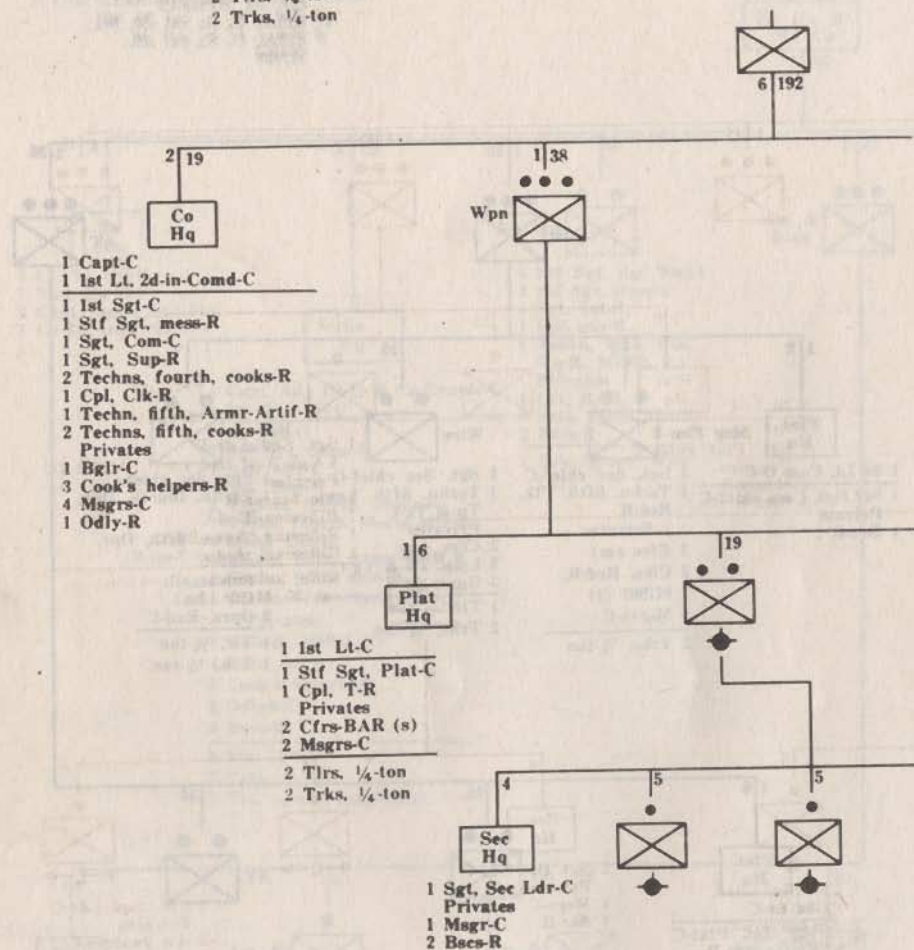 2 Trks, ¼-ton
6 192
2 19
1 38
Co
Hq
Wpn
1 Capt-C
1 1st Lt, 2d-in-Comd-C
1 1st Sgt-C
1 Stf Sgt, mess-R
1 Sgt, Com-C
1 Sgt, Sup-R
2 Techns, fourth, cooks-R
1 Cpl, Clk-R
1 Techn, fifth, Armr-Artif-R
2 Techns, fifth, cooks-R
Privates
1 Bglr-C
3 Cook's helpers-R
4 Msgrs-C
1 Odly-R
1 6
19
Plat
Hq
1 1st Lt-C
1 Stf Sgt, Plat-C
1 Cpl, T-R
Privates
2 Cfrs-BAR (s)
2 Msgrs-C
2 Tlrs, ¼-ton
2 Trks, ¼-ton
4
5
5
Sec
Hq
1 Sgt, Sec Ldr-C
Privates
1 Msgr-C
2 Bscs-R